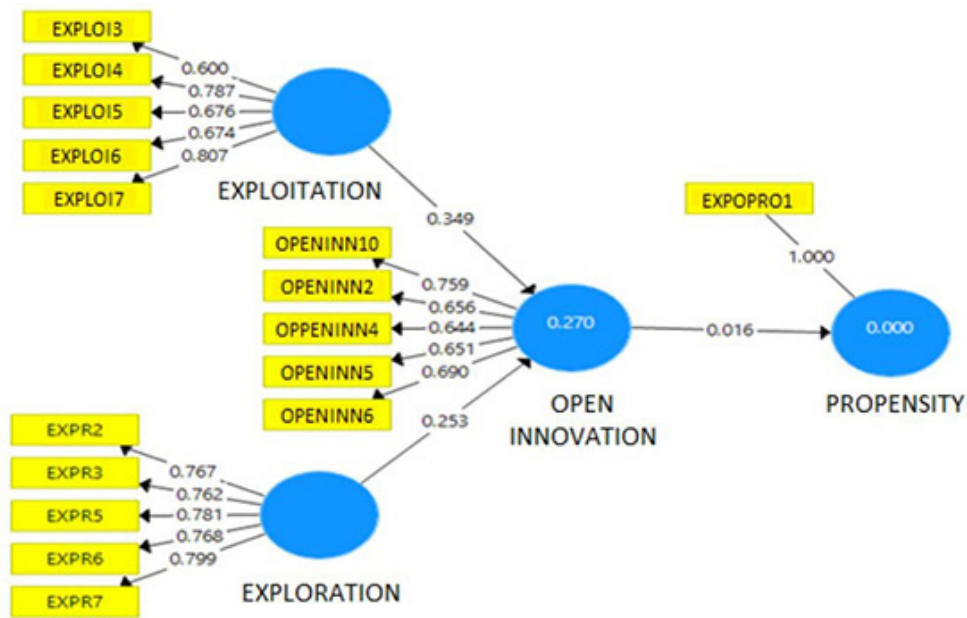 EXPLOI3
EXPLOI4
EXPLOI5
EXPLOI6
EXPLOI7
0.600
0.787
0.676
0.674
0.807
EXPLOITATION
0.349
EXPOPRO1
1.000
OPENINN10
OPENINN2
OPPENINN4
OPENINN5
OPENINN6
0.759
0.656
0.644
0.651
0.690
0.270
OPEN
INNOVATION
0.016
0.000
PROPENSITY
0.253
EXPR2
EXPR3
EXPR5
EXPR6
EXPR7
0.767
0.762
0.781
0.768
0.799
EXPLORATION